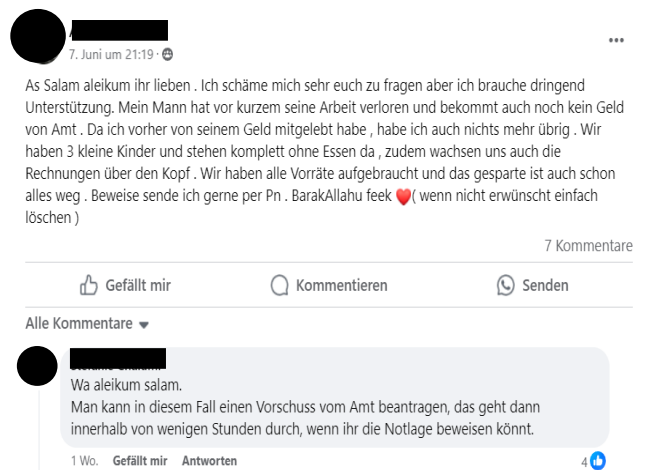 7. Juni um 21:19 ·
As Salam aleikum ihr lieben . Ich schäme mich sehr euch zu fragen aber ich brauche dringend
Unterstützung. Mein Mann hat vor kurzem seine Arbeit verloren und bekommt auch noch kein Geld
von Amt . Da ich vorher von seinem Geld mitgelebt habe , habe ich auch nichts mehr übrig . Wir
haben 3 kleine Kinder und stehen komplett ohne Essen da , zudem wachsen uns auch die
Rechnungen über den Kopf . Wir haben alle Vorräte aufgebraucht und das gesparte ist auch schon
alles weg . Beweise sende ich gerne per Pn . BarakAllahu feek ❤️( wenn nicht erwünscht einfach
löschen )
7 Kommentare
Gefällt mir Kommentieren Senden
Alle Kommentare
Wa aleikum salam.
Man kann in diesem Fall einen Vorschuss vom Amt beantragen, das geht dann
innerhalb von wenigen Stunden durch, wenn ihr die Notlage beweisen könnt.
1 Wo. Gefällt mir Antworten 4